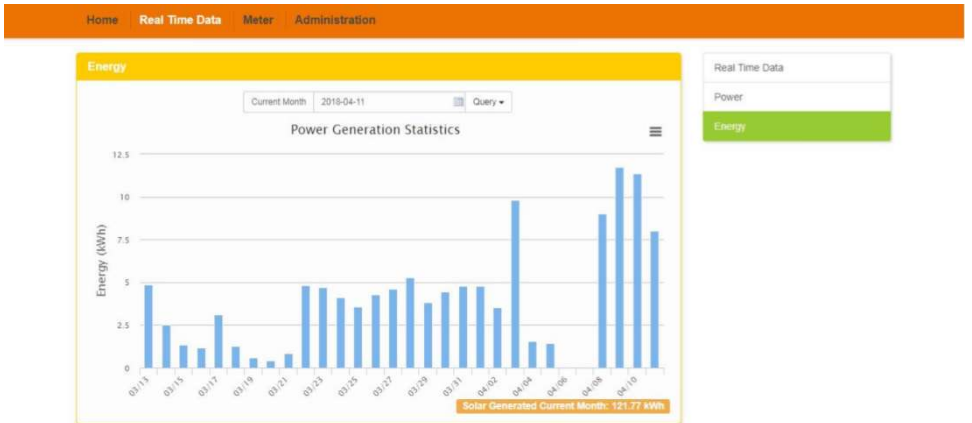 Home Real Time Data Meter Administration
Energy
Current Month 2018-04-11 Query
Power Generation Statistics
12.5
10
7.5
5
2.5
0
Energy (kWh)
03/13 03/15 03/17 03/19 03/21 03/23 03/25 03/27 03/29 03/31 04/02 04/04 04/06 04/08 04/10
Solar Generated Current Month: 121.77 kWh
Real Time Data
Power
Energy